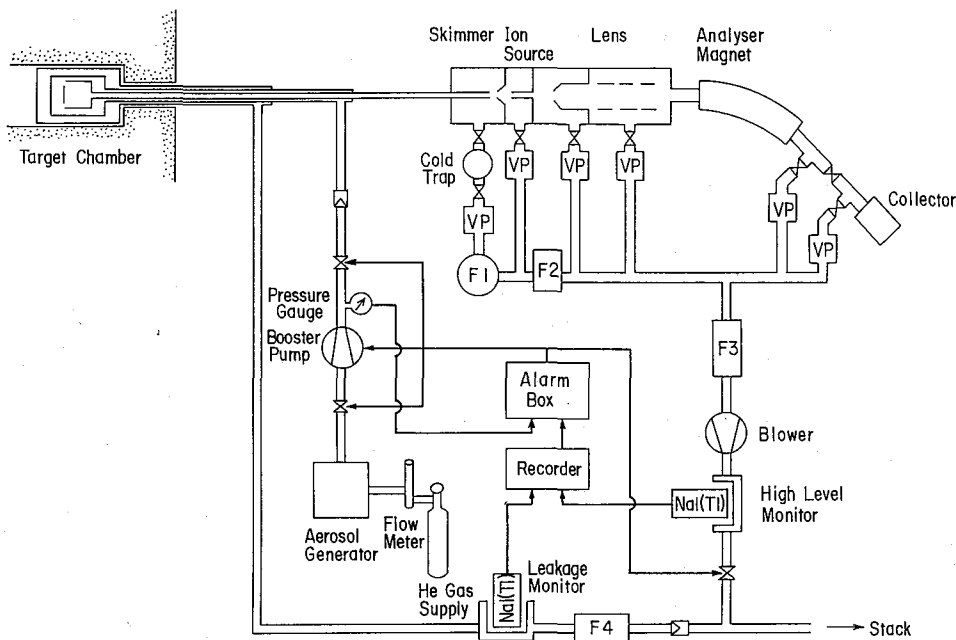 Skimmer Ion Source
Lens
Analyser Magnet
Target Chamber
Cold Trap
VP
VP
VP
VP
VP
VP
Collector
F1
F2
Pressure Gauge
Booster Pump
F3
Alarm Box
Blower
Recorder
NaI(Tl)
High Level Monitor
Aerosol Generator
Flow Meter
He Gas Supply
NaI(Tl)
Leakage Monitor
F4
Stack